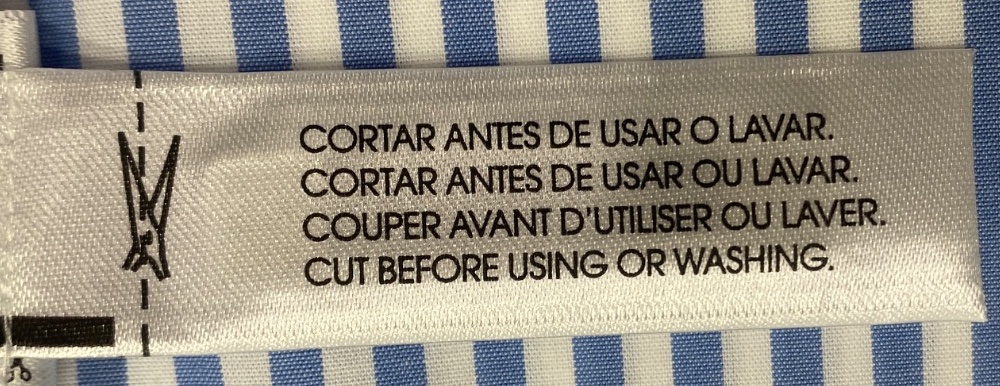 CORTAR ANTES DE USAR O LAVAR.
CORTAR ANTES DE USAR OU LAVAR.
COUPER AVANT D'UTILISER OU LAVER.
CUT BEFORE USING OR WASHING.